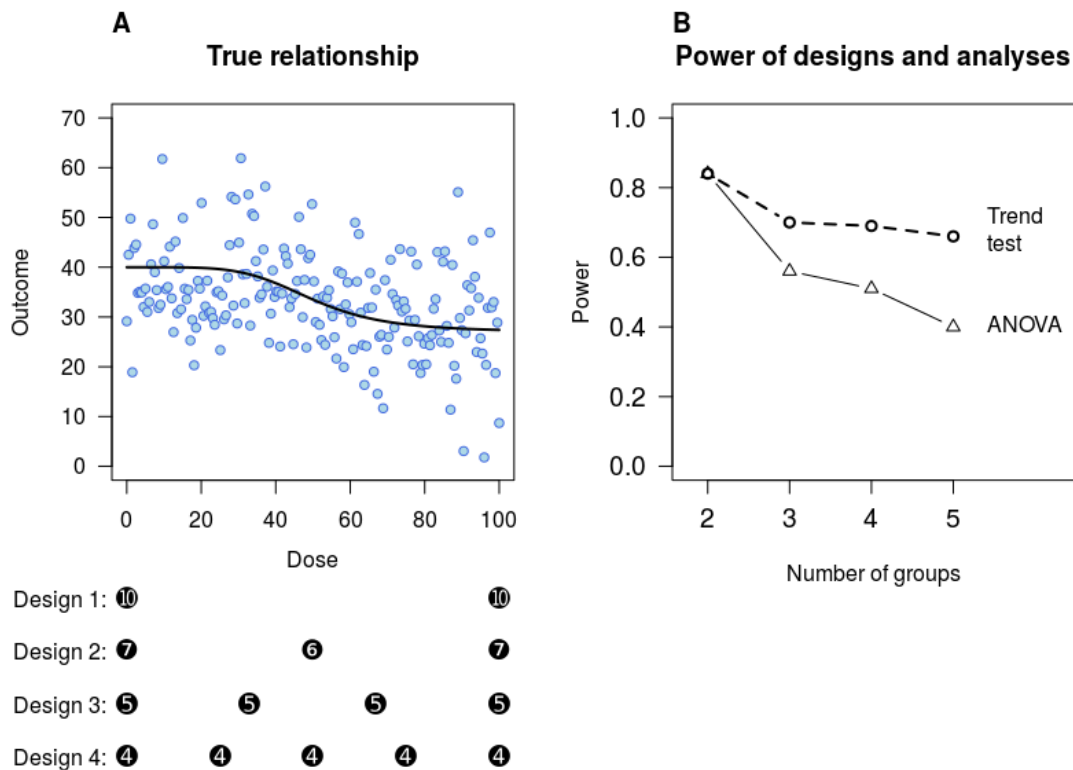 A
True relationship
70
60
50
40
30
20
10
0
Outcome
0 20 40 60 80 100
Dose
Design 1: 10 10
Design 2: 7 6 7
Design 3: 5 5 5 5
Design 4: 4 4 4 4 4
B
Power of designs and analyses
1.0
0.8
0.6
0.4
0.2
0.0
Power
Trend
test
ANOVA
2 3 4 5
Number of groups